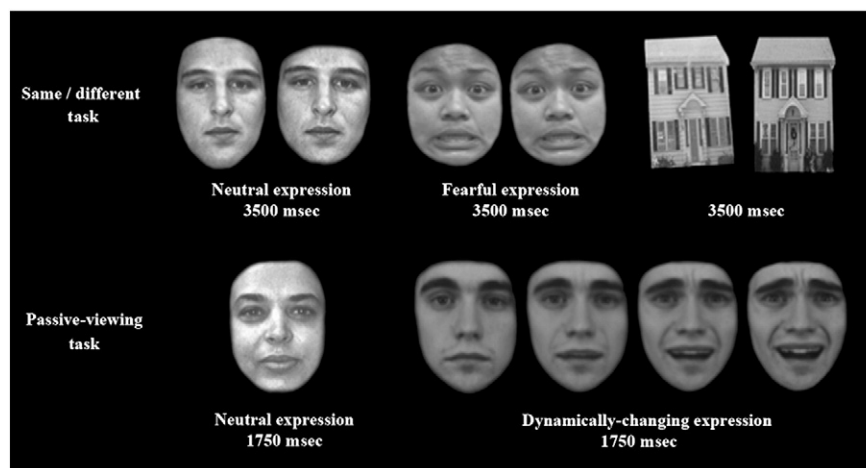 Same / different
task
Neutral expression
3500 msec
Fearful expression
3500 msec
3500 msec
Passive-viewing
task
Neutral expression
1750 msec
Dynamically-changing expression
1750 msec